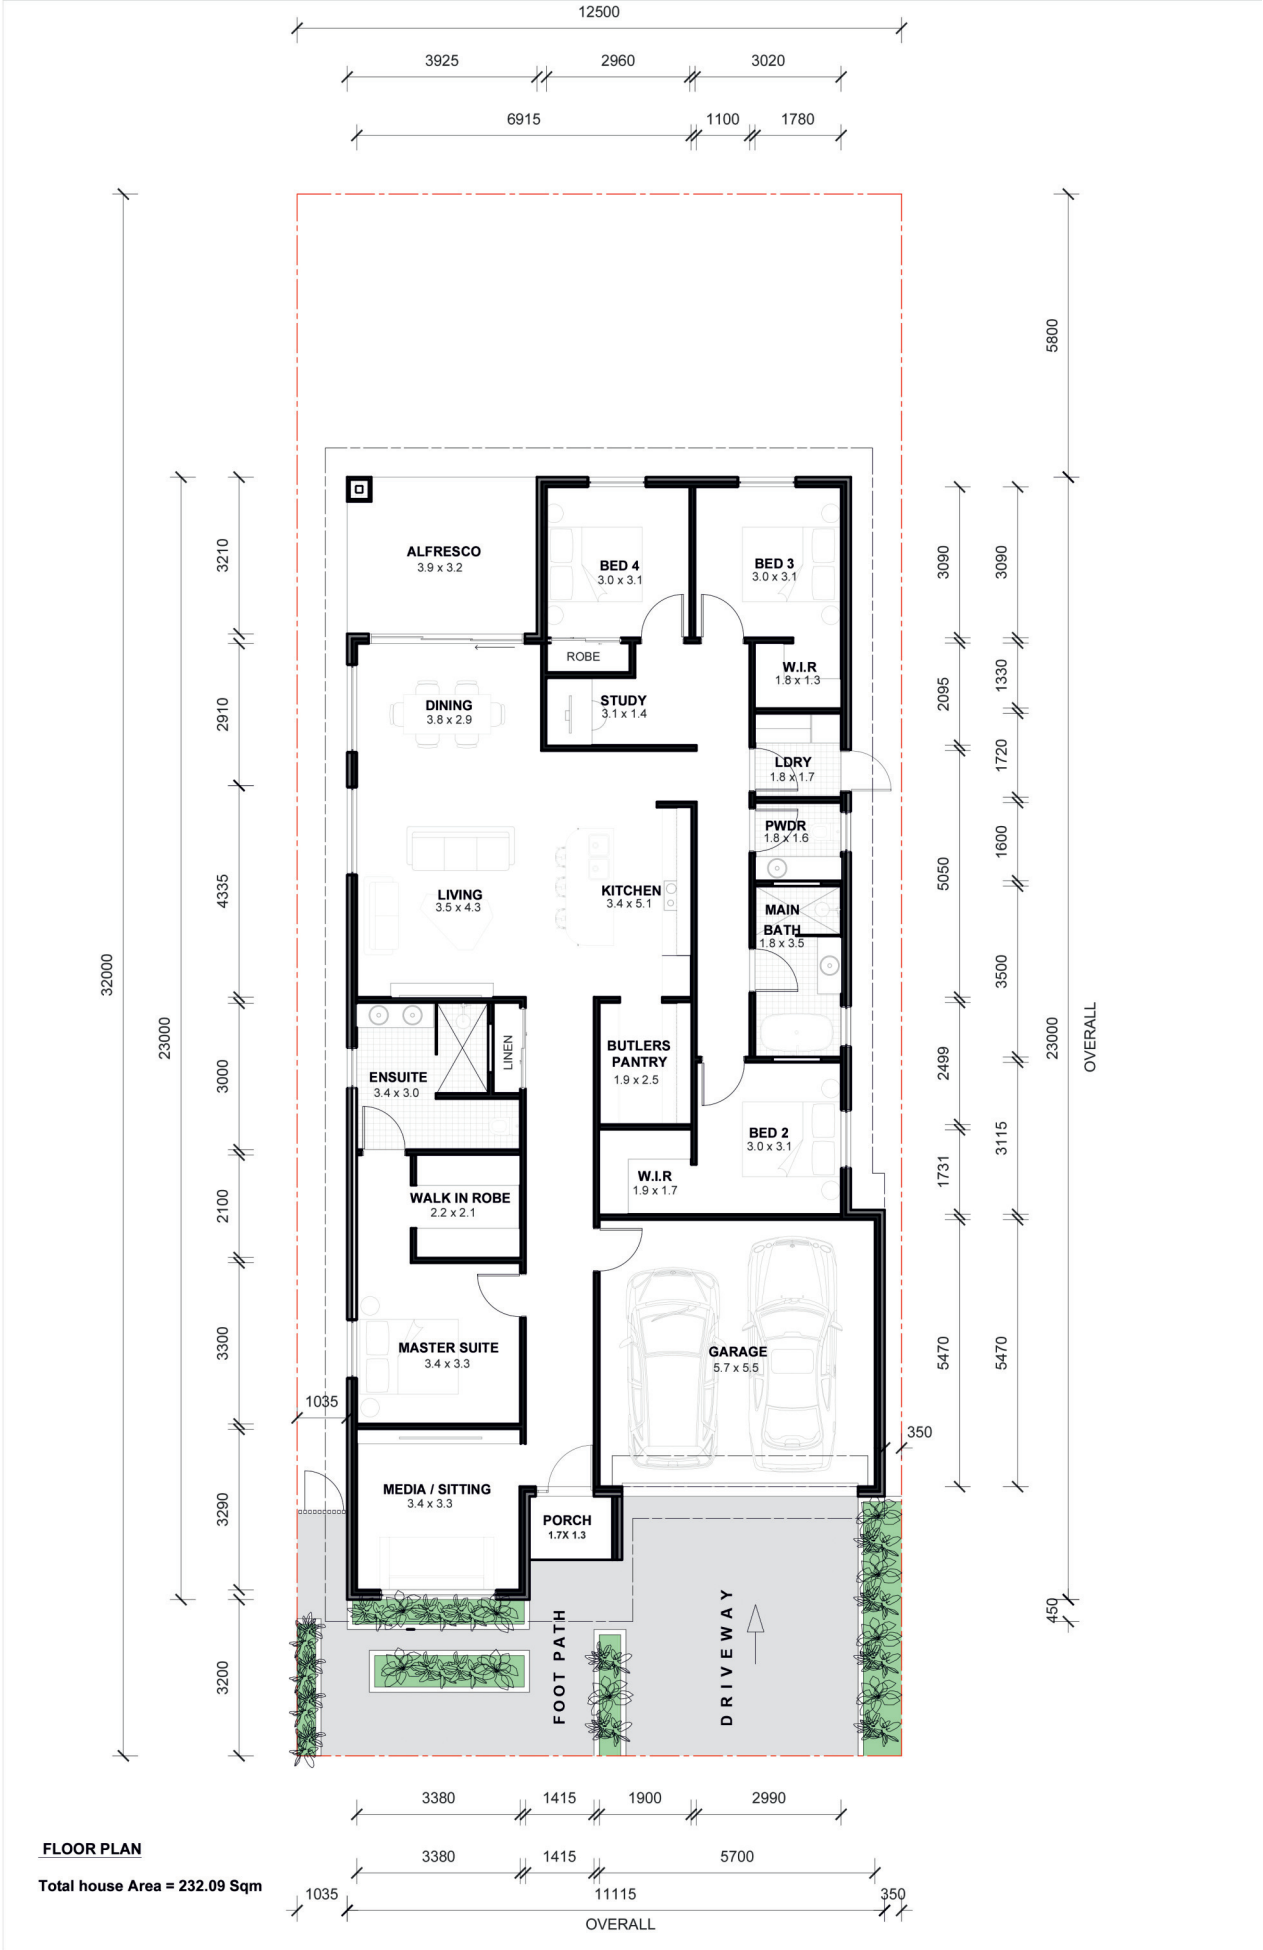 12500
3925
2960
3020
6915
1100
1780
32000
23000
3210
2910
4335
3000
2100
3300
1035
3290
3200
ALFRESCO
3.9 x 3.2
BED 4
3.0 x 3.1
BED 3
3.0 x 3.1
ROBE
W.I.R
1.8 x 1.3
DINING
3.8 x 2.9
STUDY
3.1 x 1.4
LDRY
1.8 x 1.7
PWDR
1.8 x 1.6
LIVING
3.5 x 4.3
KITCHEN
3.4 x 5.1
MAIN
BATH
1.8 x 3.5
LINEN
ENSUITE
3.4 x 3.0
BUTLERS
PANTRY
1.9 x 2.5
BED 2
3.0 x 3.1
W.I.R
1.9 x 1.7
WALK IN ROBE
2.2 x 2.1
MASTER SUITE
3.4 x 3.3
GARAGE
5.7 x 5.5
MEDIA / SITTING
3.4 x 3.3
PORCH
1.7X 1.3
FOOT PATH
DRIVEWAY
3090
2095
5050
2499
1731
5470
350
3090
1330
1720
1600
3500
3115
5470
5800
23000
OVERALL
450
3380
1415
1900
2990
3380
1415
5700
1035
11115
350
OVERALL
FLOOR PLAN
Total house Area = 232.09 Sqm